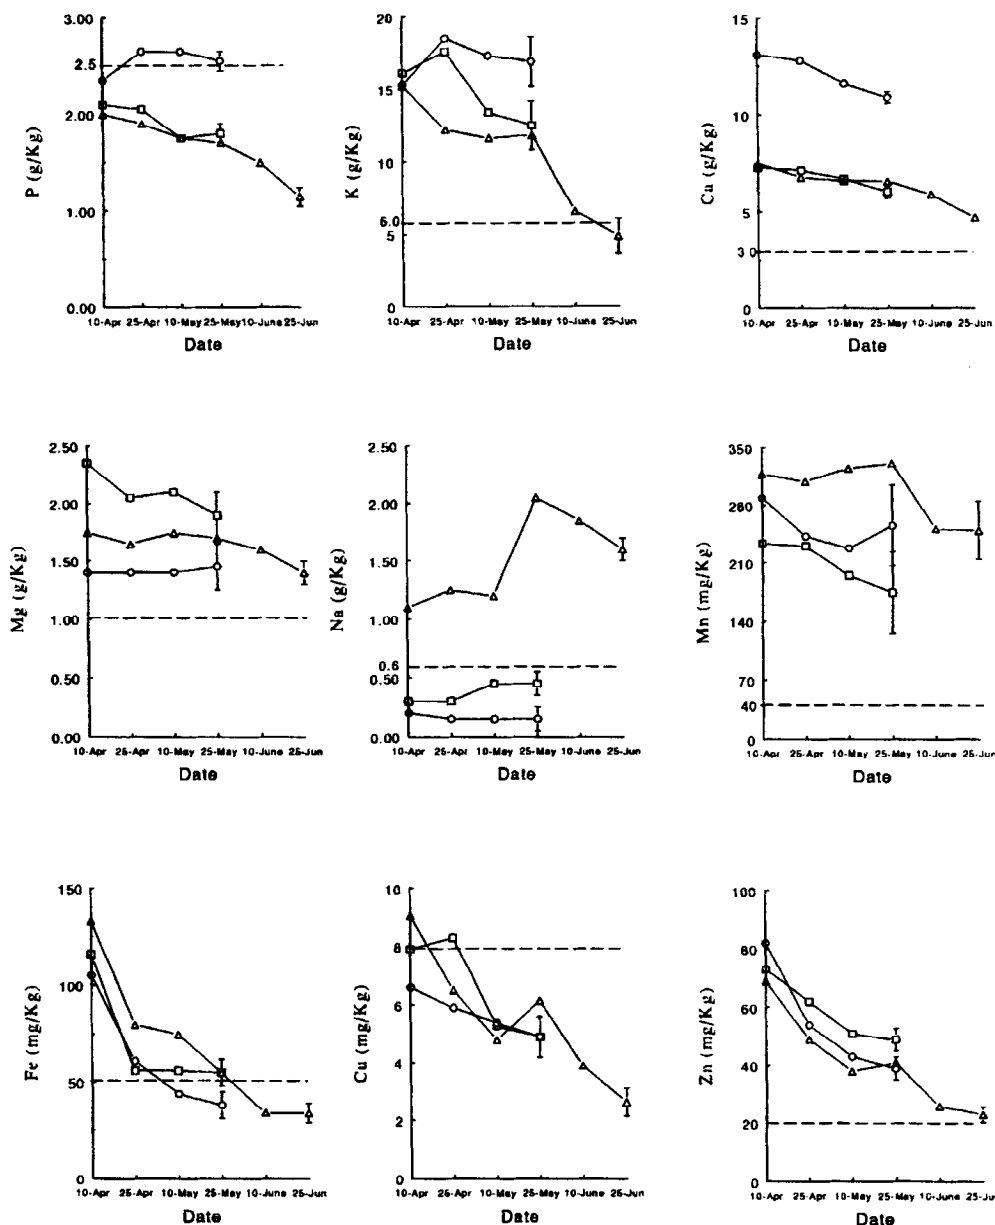 3.00
2.5
2.00
1.00
0.00
P (g/Kg)
10-Apr 25-Apr 10-May 25-May 10-June 25-Jun
Date
20
15
10
6.0
5
0
K (g/Kg)
10-Apr 25-Apr 10-May 25-May 10-June 25-Jun
Date
15
10
5
3 0
0
Ca (g/Kg)
10-Apr 25-Apr 10-May 25-May 10-June 25-Jun
Date
2.50
2.00
1.50
1.00
0.50
0.00
Mg (g/Kg)
10-Apr 25-Apr 10-May 25-May 10-June 25-Jun
Date
2.50
2.00
1.50
1.00
0.6
0.50
0.00
Na (g/Kg)
10-Apr 25-Apr 10-May 25-May 10-June 25-Jun
Date
350
280
210
140
70
40
0
Mn (mg/Kg)
10-Apr 25-Apr 10-May 25-May 10-June 25-Jun
Date
150
100
50
0
Fe (mg/Kg)
10-Apr 25-Apr 10-May 25-May 10-June 25-Jun
Date
10
8
6
4
2
0
Cu (mg/Kg)
10-Apr 25-Apr 10-May 25-May 10-June 25-Jun
Date
100
80
60
40
20
0
Zn (mg/Kg)
10-Apr 25-Apr 10-May 25-May 10-June 25-Jun
Date